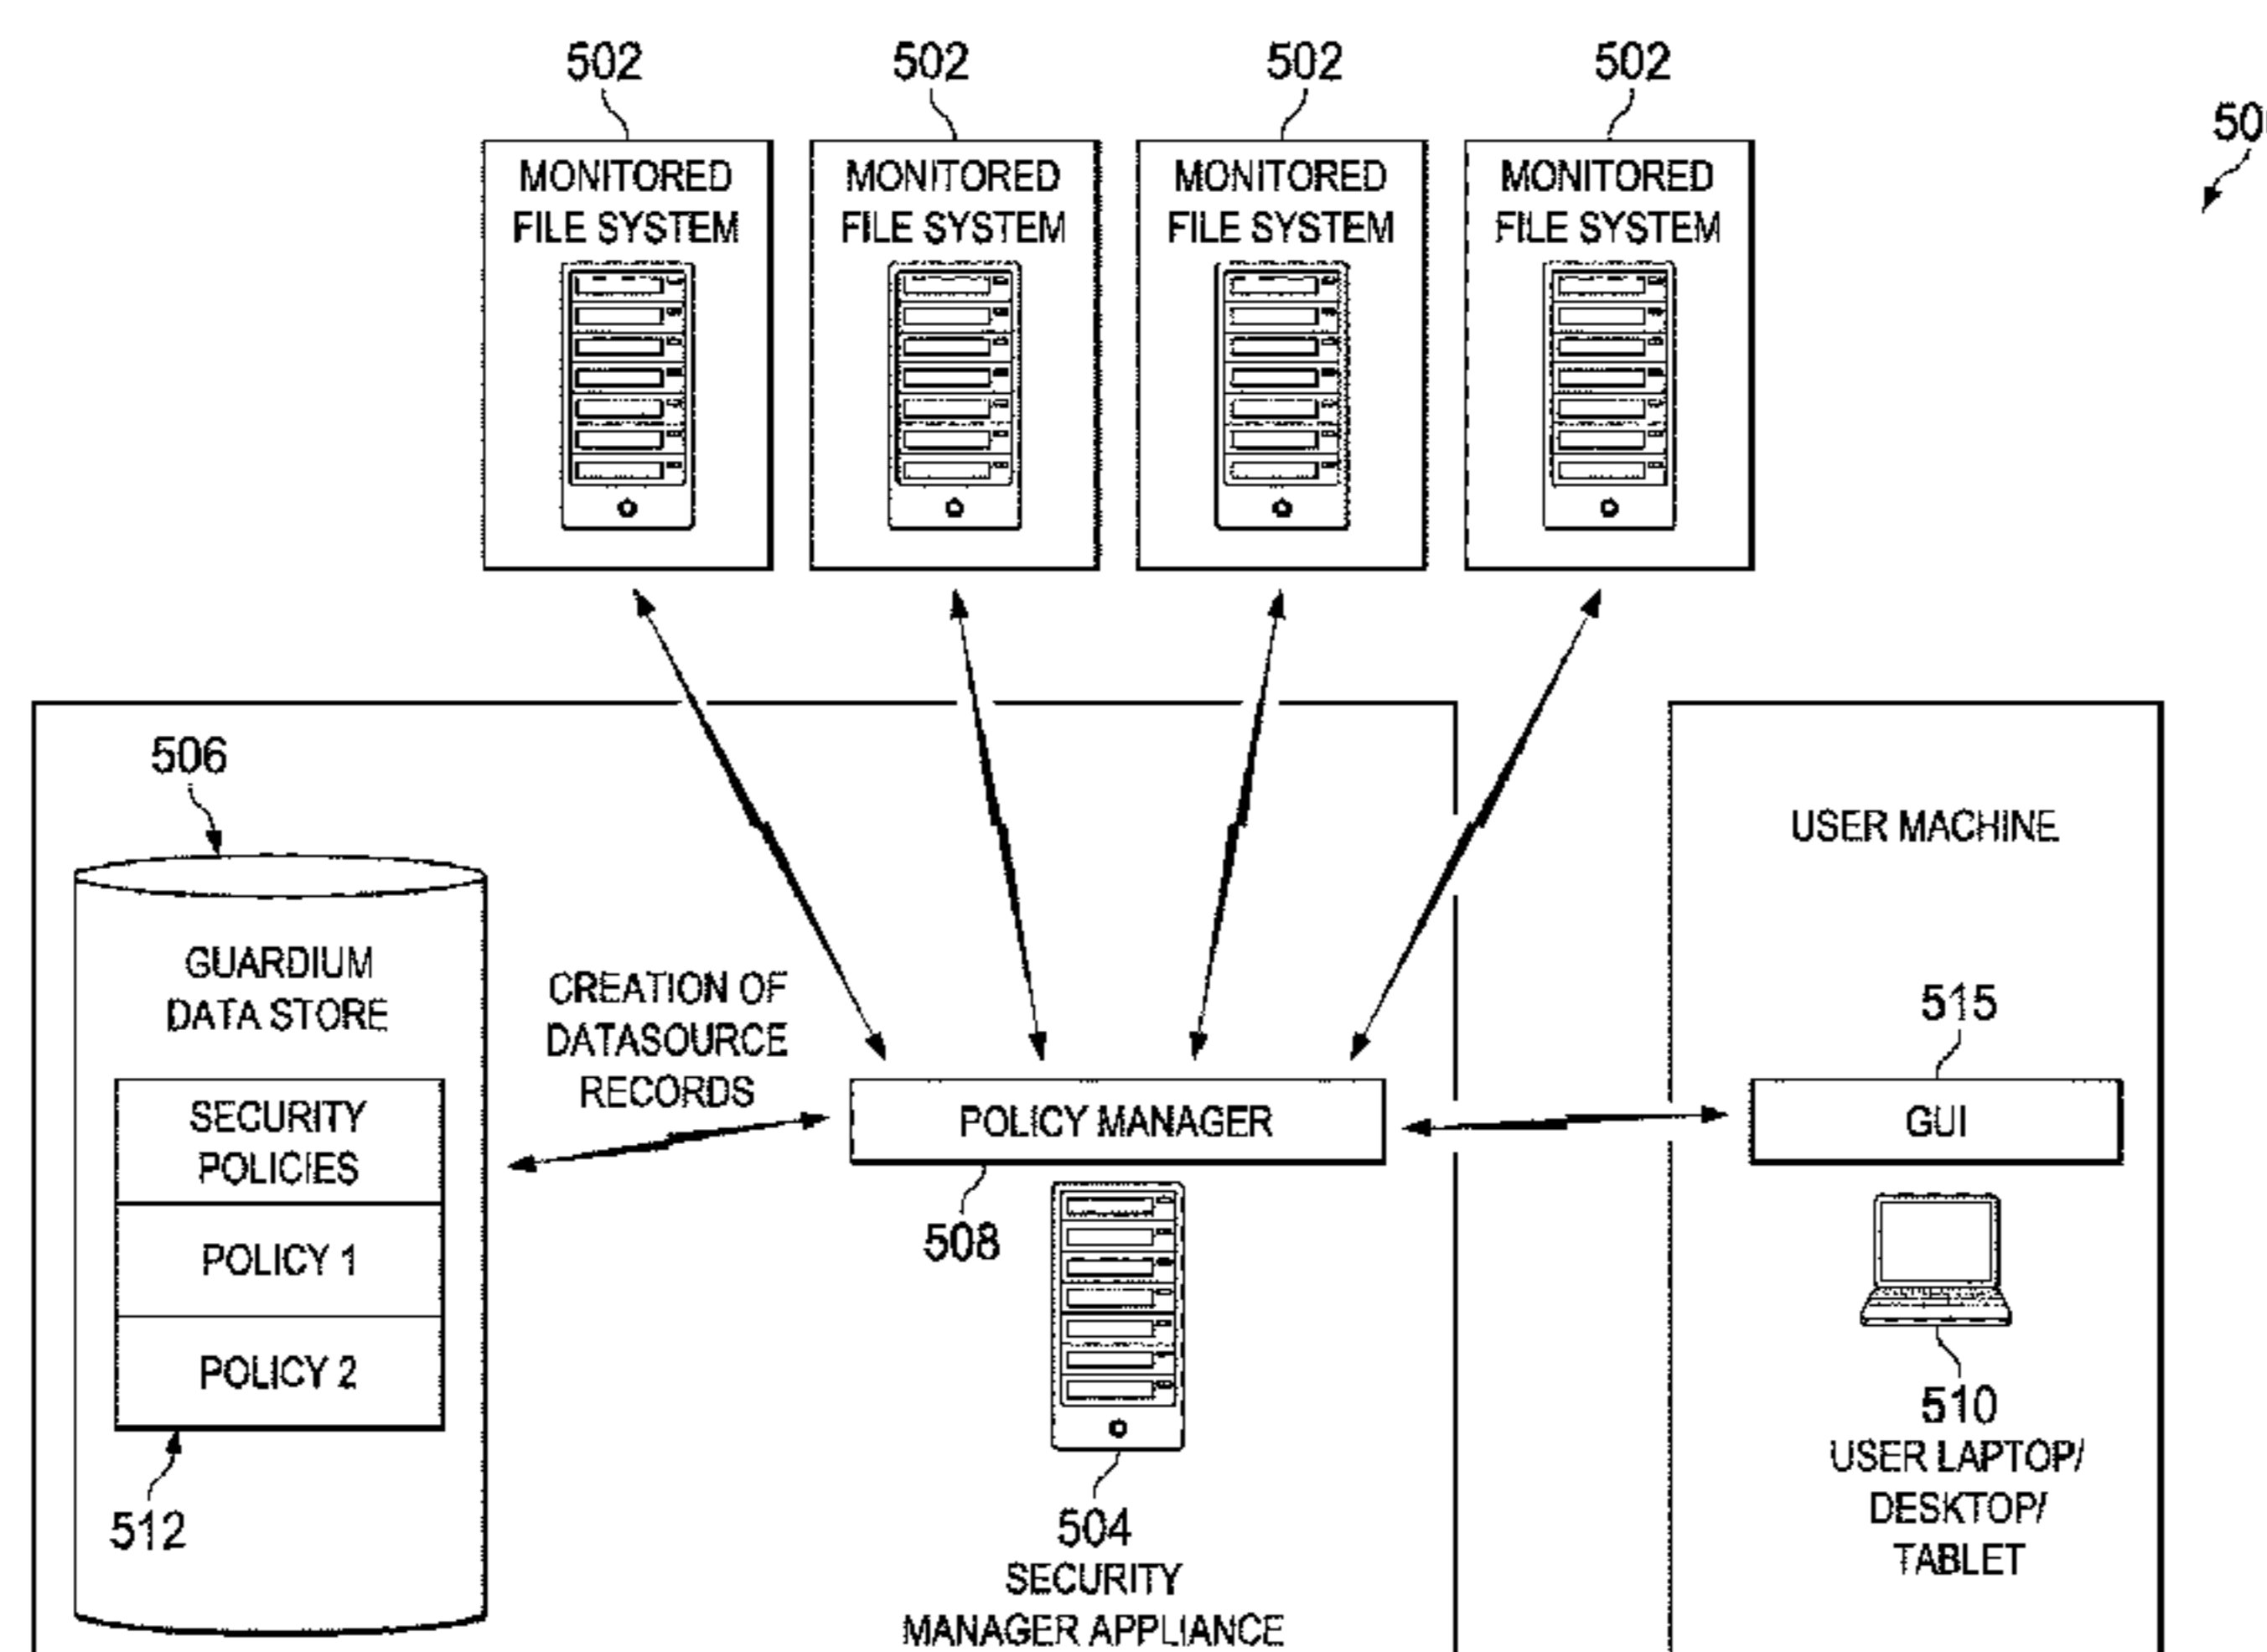 502
502
502
502
MONITORED
FILE SYSTEM
MONITORED
FILE SYSTEM
MONITORED
FILE SYSTEM
MONITORED
FILE SYSTEM
506
GUARDIUM
DATA STORE
SECURITY
POLICIES
POLICY 1
POLICY 2
512
CREATION OF
DATASOURCE
RECORDS
POLICY MANAGER
508
504
SECURITY
MANAGER APPLIANCE
USER MACHINE
515
GUI
510
USER LAPTOP/
DESKTOP/
TABLET